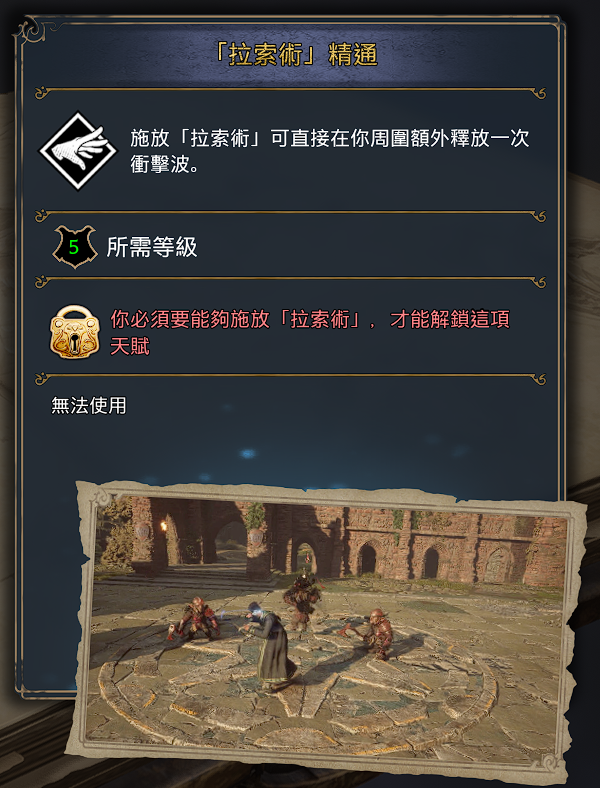 「拉索術」精通
施放「拉索術」可直接在你周圍額外釋放一次
衝擊波。
5 所需等級
你必須要能夠施放「拉索術」，才能解鎖這項
天賦
無法使用